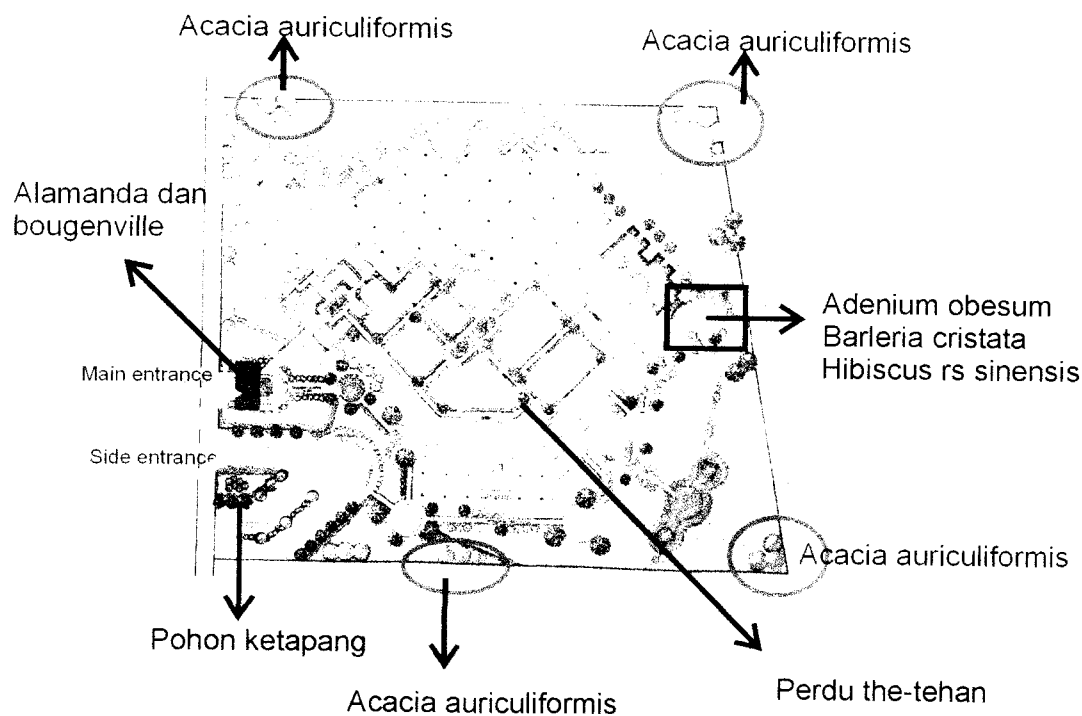 Acacia auriculiformis
Acacia auriculiformis
Alamanda dan
bougenville
Adenium obesum
Barleria cristata
Hibiscus rs sinensis
Main entrance
Side entrance
Acacia auriculiformis
Pohon ketapang
Acacia auriculiformis
Perdu the-tehan